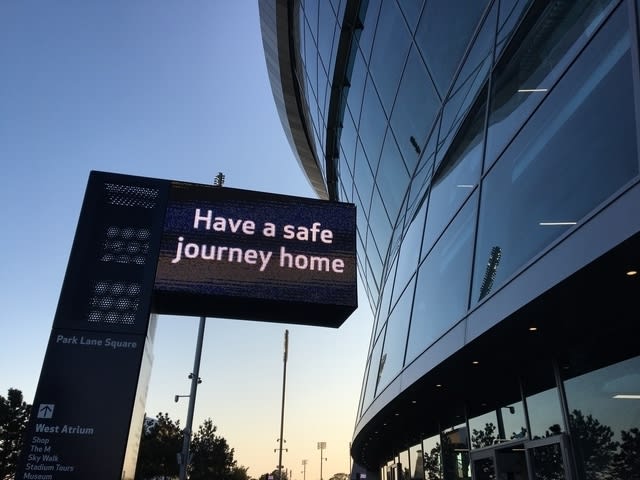 Have a safe
journey home
Park Lane Square
West Atrium
Shop
The M
Sky Walk
Stadium Tours
Museum